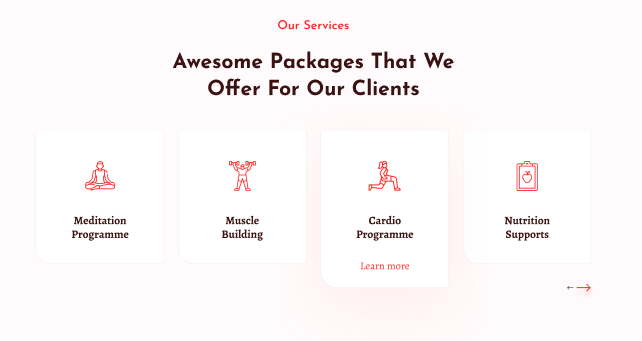 Our Services
Awesome Packages That We
Offer For Our Clients
Meditation
Programme
Muscle
Building
Cardio
Programme
Learn more
Nutrition
Supports